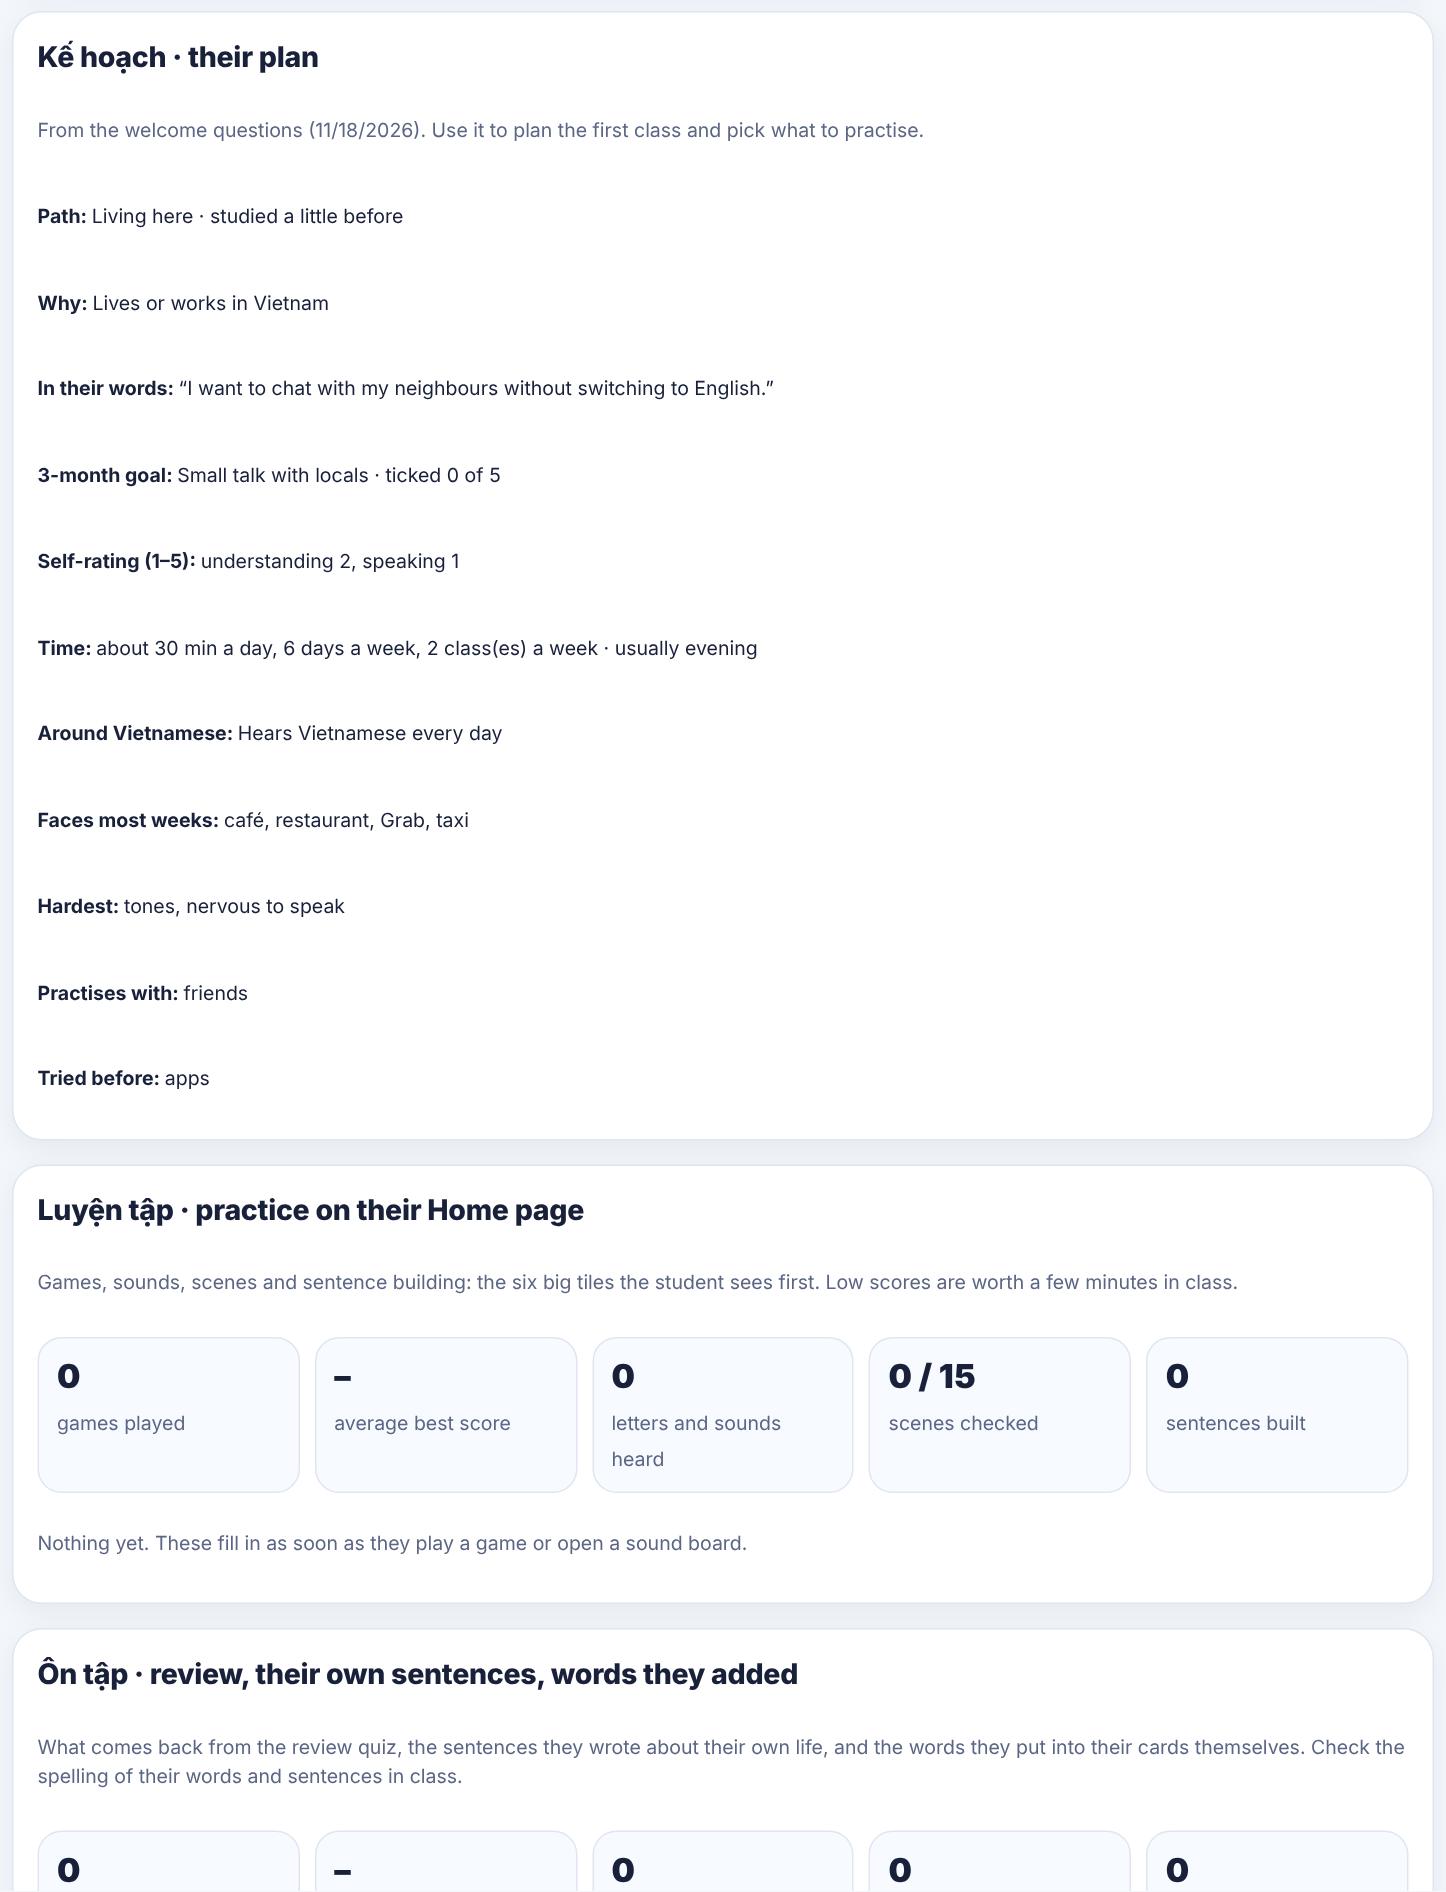 Kế hoạch · their plan
From the welcome questions (11/18/2026). Use it to plan the first class and pick what to practise.
Path: Living here · studied a little before
Why: Lives or works in Vietnam
In their words: “I want to chat with my neighbours without switching to English.”
3-month goal: Small talk with locals · ticked 0 of 5
Self-rating (1–5): understanding 2, speaking 1
Time: about 30 min a day, 6 days a week, 2 class(es) a week · usually evening
Around Vietnamese: Hears Vietnamese every day
Faces most weeks: café, restaurant, Grab, taxi
Hardest: tones, nervous to speak
Practises with: friends
Tried before: apps
Luyện tập · practice on their Home page
Games, sounds, scenes and sentence building: the six big tiles the student sees first. Low scores are worth a few minutes in class.
0
games played
–
average best score
0
letters and sounds
heard
0 / 15
scenes checked
0
sentences built
Nothing yet. These fill in as soon as they play a game or open a sound board.
Ôn tập · review, their own sentences, words they added
What comes back from the review quiz, the sentences they wrote about their own life, and the words they put into their cards themselves. Check the
spelling of their words and sentences in class.
0
–
0
0
0